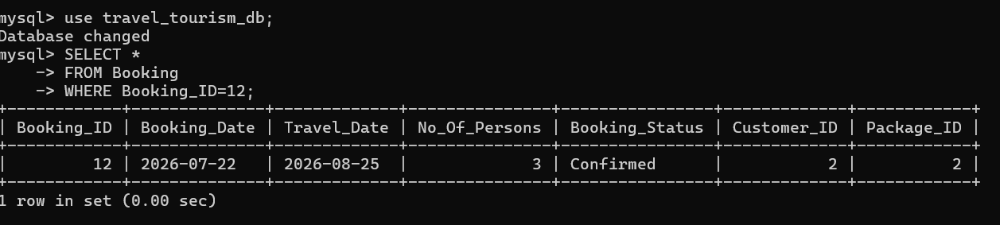 mysql> use travel_tourism_db;
Database changed
mysql> SELECT *
    -> FROM Booking
    -> WHERE Booking_ID=12;
+------------+--------------+-------------+---------------+----------------+-------------+------------+
| Booking_ID | Booking_Date | Travel_Date | No_Of_Persons | Booking_Status | Customer_ID | Package_ID |
+------------+--------------+-------------+---------------+----------------+-------------+------------+
|         12 | 2026-07-22   | 2026-08-25  |             3 | Confirmed      |           2 |          2 |
+------------+--------------+-------------+---------------+----------------+-------------+------------+
1 row in set (0.00 sec)